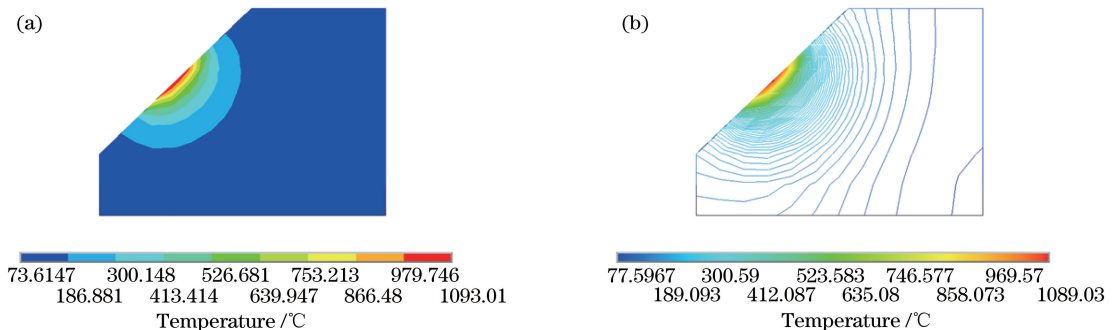 (a)
(b)
73.6147 300.148 526.681 753.213 979.746
186.881 413.414 639.947 866.48 1093.01
Temperature /℃
77.5967 300.59 523.583 746.577 969.57
189.093 412.087 635.08 858.073 1089.03
Temperature /℃